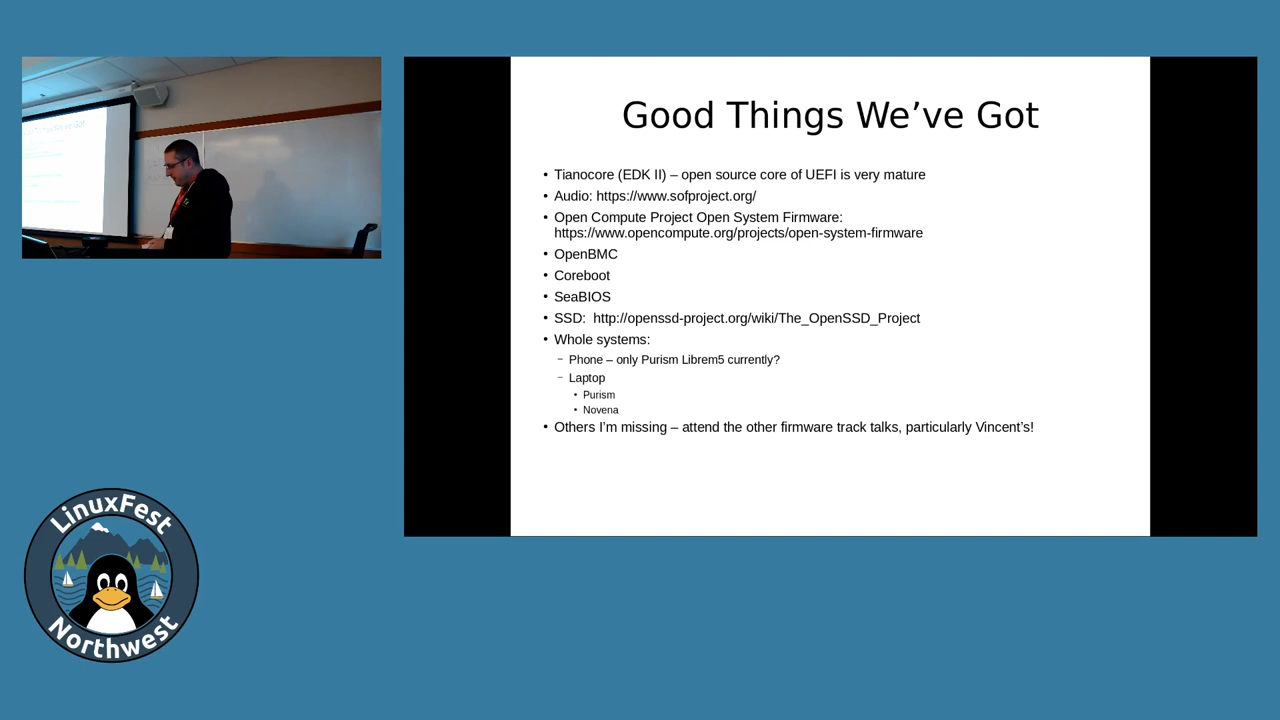 Good Things We’ve Got
• Tianocore (EDK II) – open source core of UEFI is very mature
• Audio: https://www.sofproject.org/
• Open Compute Project Open System Firmware:
https://www.opencompute.org/projects/open-system-firmware
• OpenBMC
• Coreboot
• SeaBIOS
• SSD:  http://openssd-project.org/wiki/The_OpenSSD_Project
• Whole systems:
– Phone – only Purism Librem5 currently?
– Laptop
• Purism
• Novena
• Others I’m missing – attend the other firmware track talks, particularly Vincent’s!
LinuxFest
Northwest